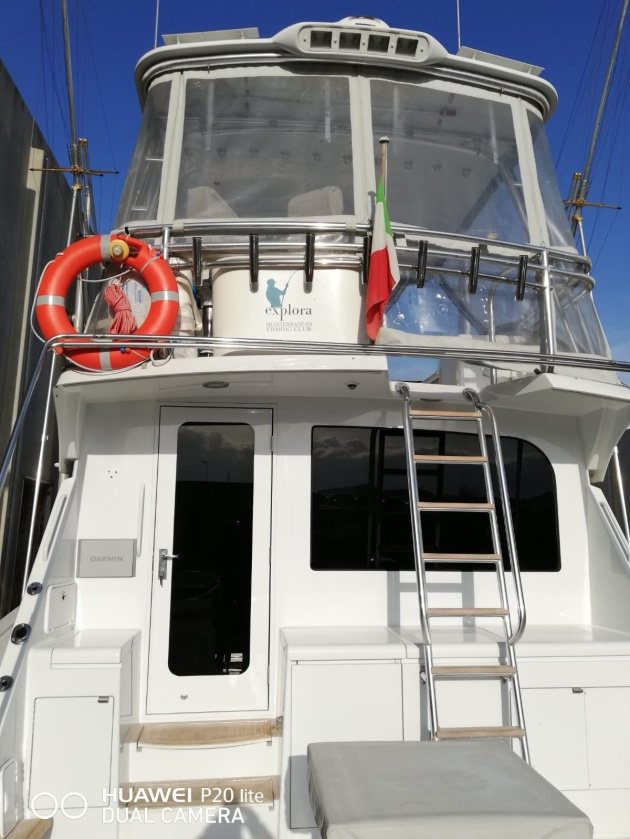 explora
MEDITERRANEAN
FISHING CLUB
GARMIN
HUAWEI P20 lite
DUAL CAMERA